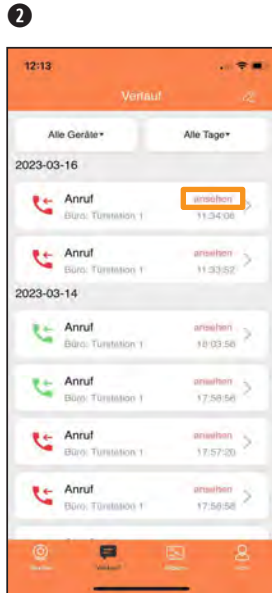 ❷
12:13
Verlauf
Alle Geräte
Alle Tage
2023-03-16
Anruf ansehen
Büro: Türstation 1 11:34:06
Anruf ansehen
Büro: Türstation 1 11:33:52
2023-03-14
Anruf ansehen
Büro: Türstation 1 18:03:58
Anruf ansehen
Büro: Türstation 1 17:58:58
Anruf ansehen
Büro: Türstation 1 17:57:20
Anruf ansehen
Büro: Türstation 1 17:56:58
Verlauf